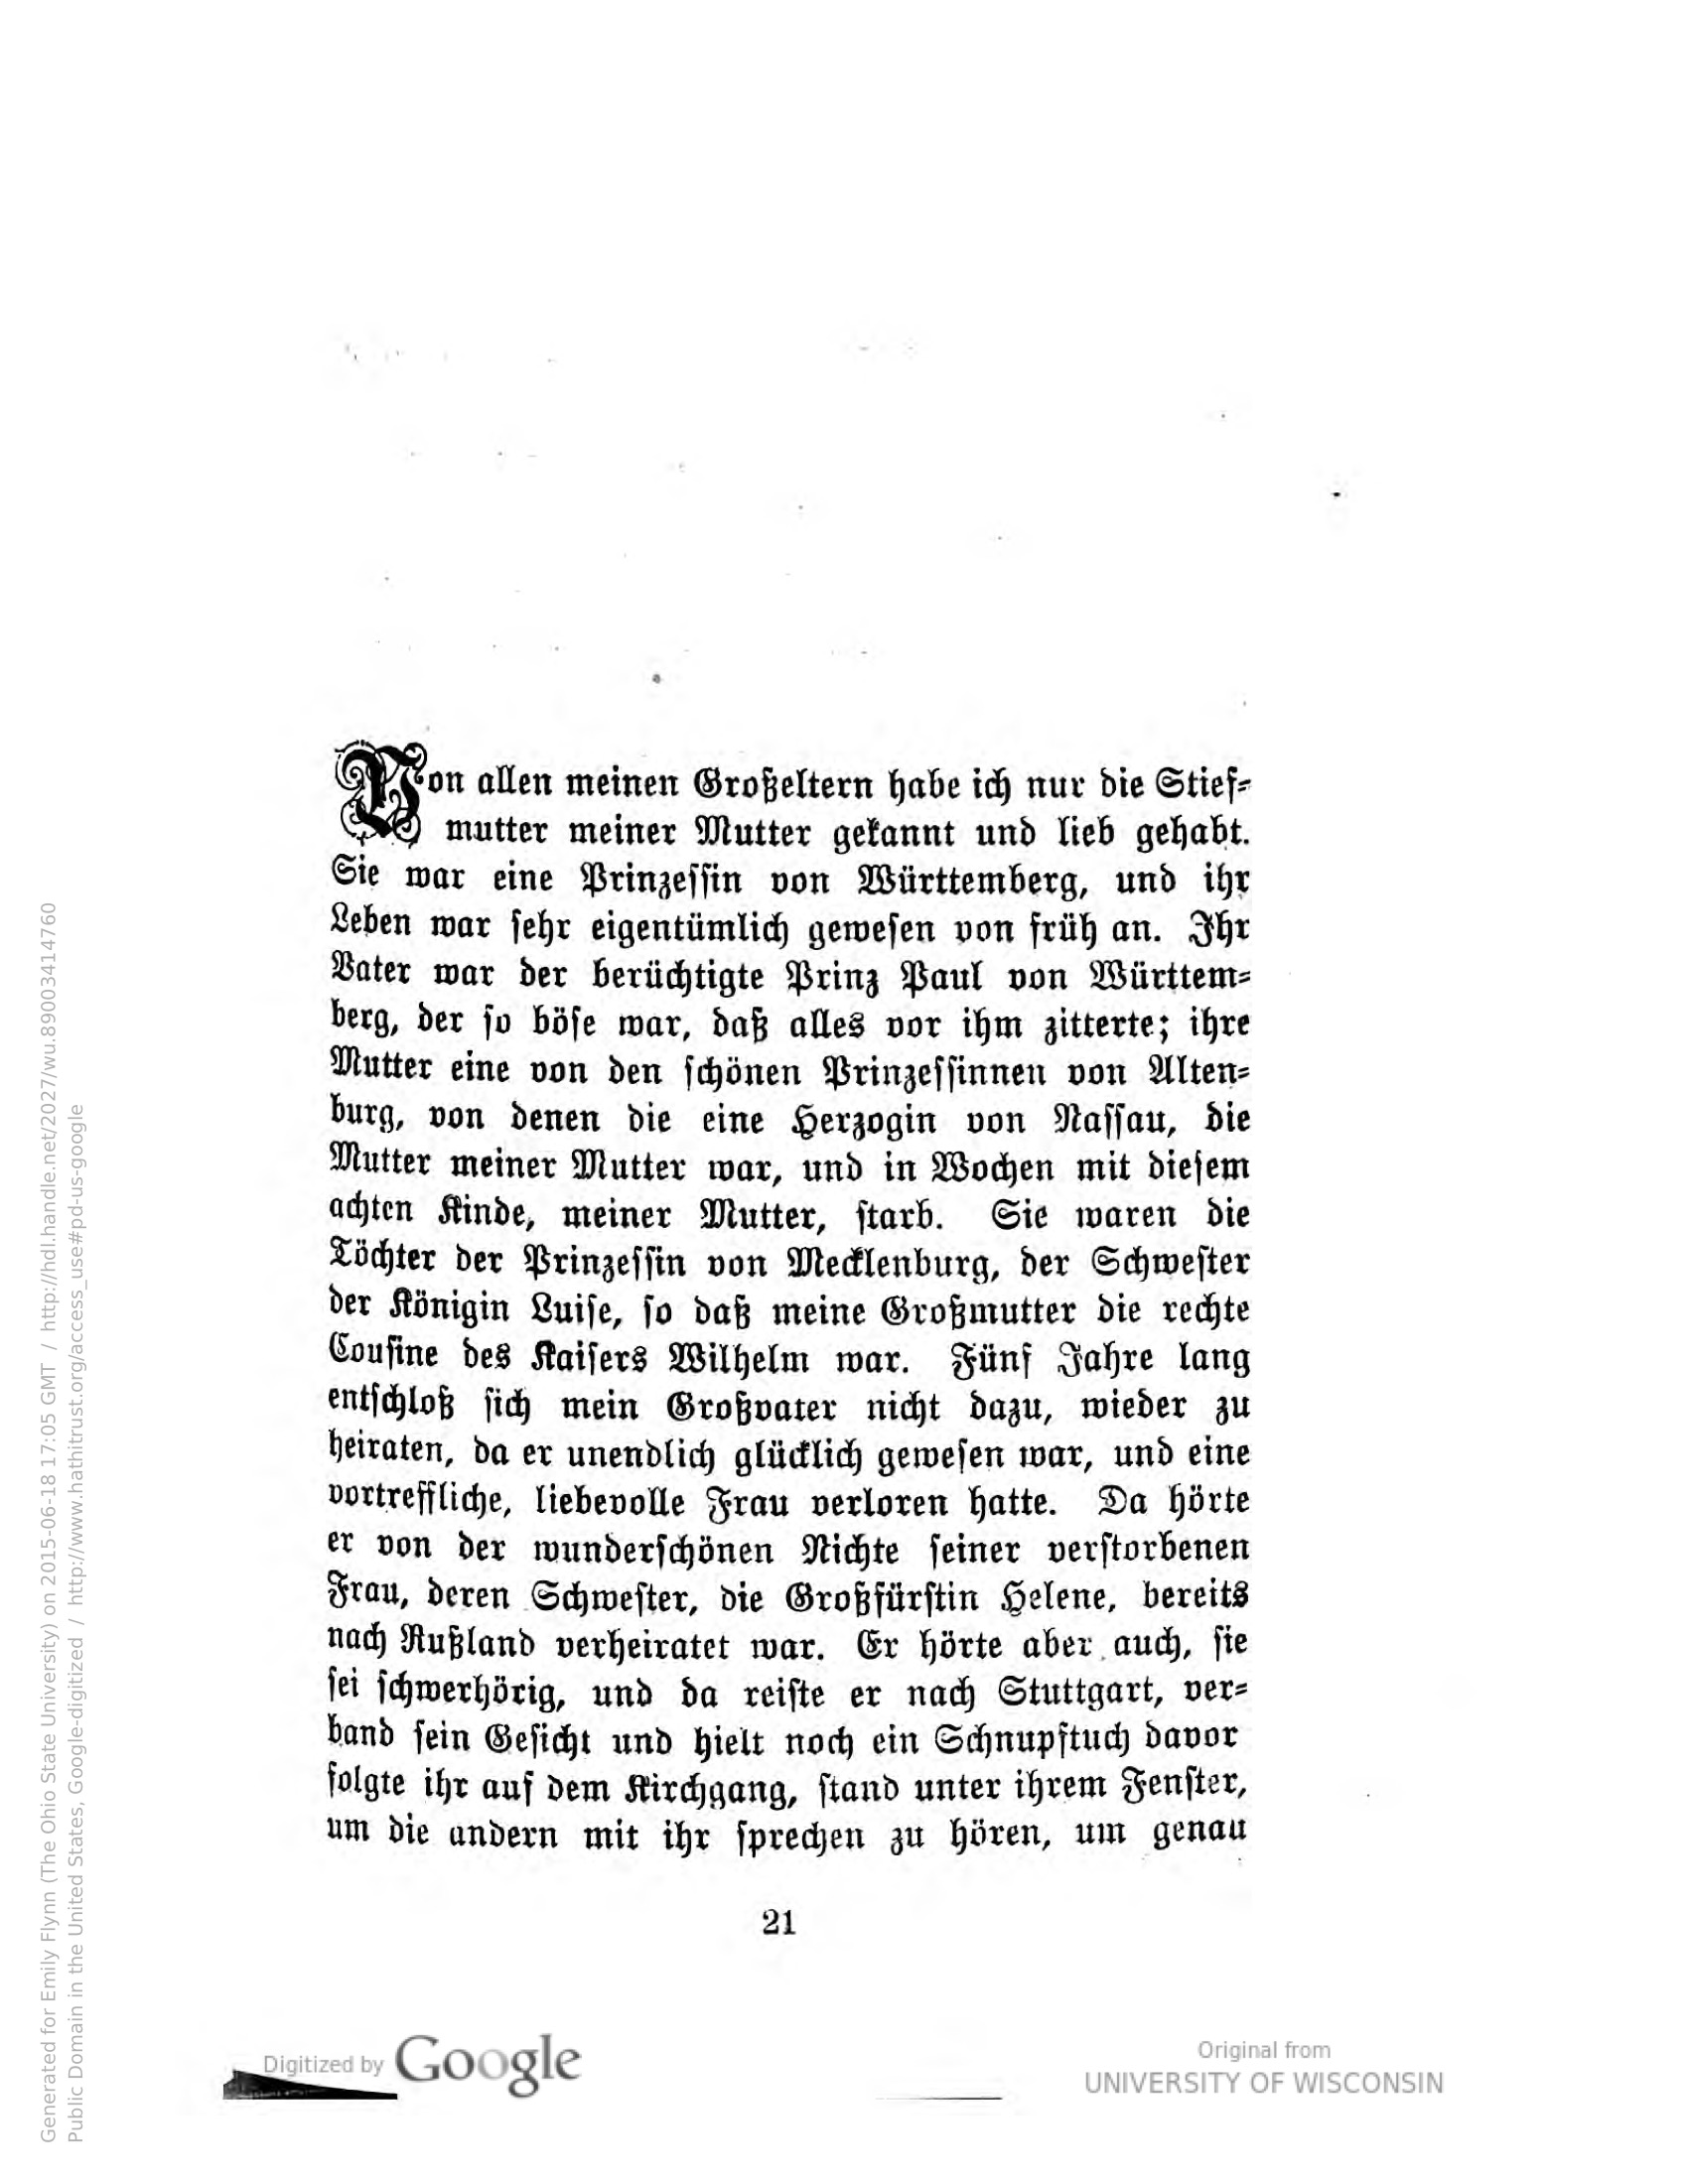 Von allen meinen Großeltern habe ich nur die Stief=
mutter meiner Mutter gekannt und lieb gehabt.
Sie war eine Prinzessin von Württemberg, und ihr
Leben war sehr eigentümlich gewesen von früh an. Ihr
Vater war der berüchtigte Prinz Paul von Württem=
berg, der so böse war, daß alles vor ihm zitterte; ihre
Mutter eine von den schönen Prinzessinnen von Alten=
burg, von denen die eine Herzogin von Nassau, die
Mutter meiner Mutter war, und in Wochen mit diesem
achten Kinde, meiner Mutter, starb. Sie waren die
Töchter der Prinzessin von Mecklenburg, der Schwester
der Königin Luise, so daß meine Großmutter die rechte
Cousine des Kaisers Wilhelm war. Fünf Jahre lang
entschloß sich mein Großvater nicht dazu, wieder zu
heiraten, da er unendlich glücklich gewesen war, und eine
vortreffliche, liebevolle Frau verloren hatte. Da hörte
er von der wunderschönen Nichte seiner verstorbenen
Frau, deren Schwester, die Großfürstin Helene, bereits
nach Rußland verheiratet war. Er hörte aber auch, sie
sei schwerhörig, und da reiste er nach Stuttgart, ver=
band sein Gesicht und hielt noch ein Schnupftuch davor
folgte ihr auf dem Kirchgang, stand unter ihrem Fenster,
um die andern mit ihr sprechen zu hören, um genau
21
Digitized by Google
Original from
UNIVERSITY OF WISCONSIN
Generated for Emily Flynn (The Ohio State University) on 2015-06-18 17:05 GMT / http://hdl.handle.net/2027/wu.89003414760
Public Domain in the United States, Google-digitized / http://www.hathitrust.org/access_use#pd-us-google